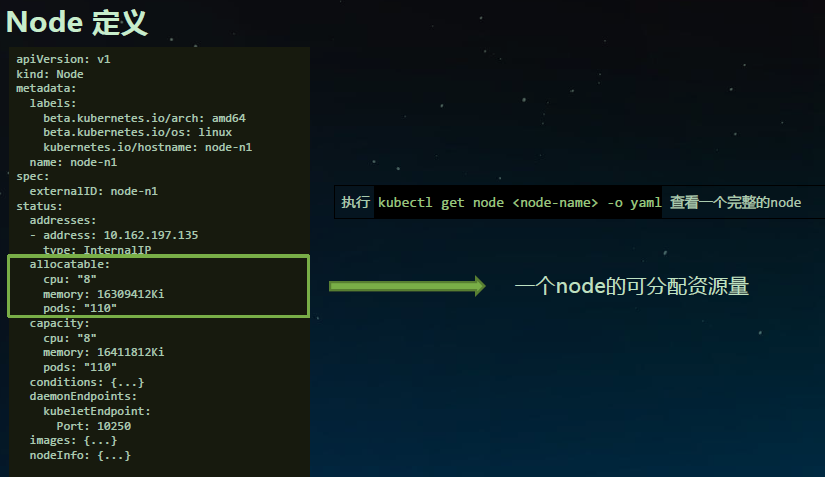 Node 定义
apiVersion: v1
kind: Node
metadata:
  labels:
    beta.kubernetes.io/arch: amd64
    beta.kubernetes.io/os: linux
    kubernetes.io/hostname: node-n1
  name: node-n1
spec:
  externalID: node-n1
status:
  addresses:
  - address: 10.162.197.135
    type: InternalIP
  allocatable:
    cpu: "8"
    memory: 16309412Ki
    pods: "110"
  capacity:
    cpu: "8"
    memory: 16411812Ki
    pods: "110"
  conditions: {...}
  daemonEndpoints:
    kubeletEndpoint:
      Port: 10250
  images: {...}
  nodeInfo: {...}
执行 kubectl get node <node-name> -o yaml 查看一个完整的node
一个node的可分配资源量